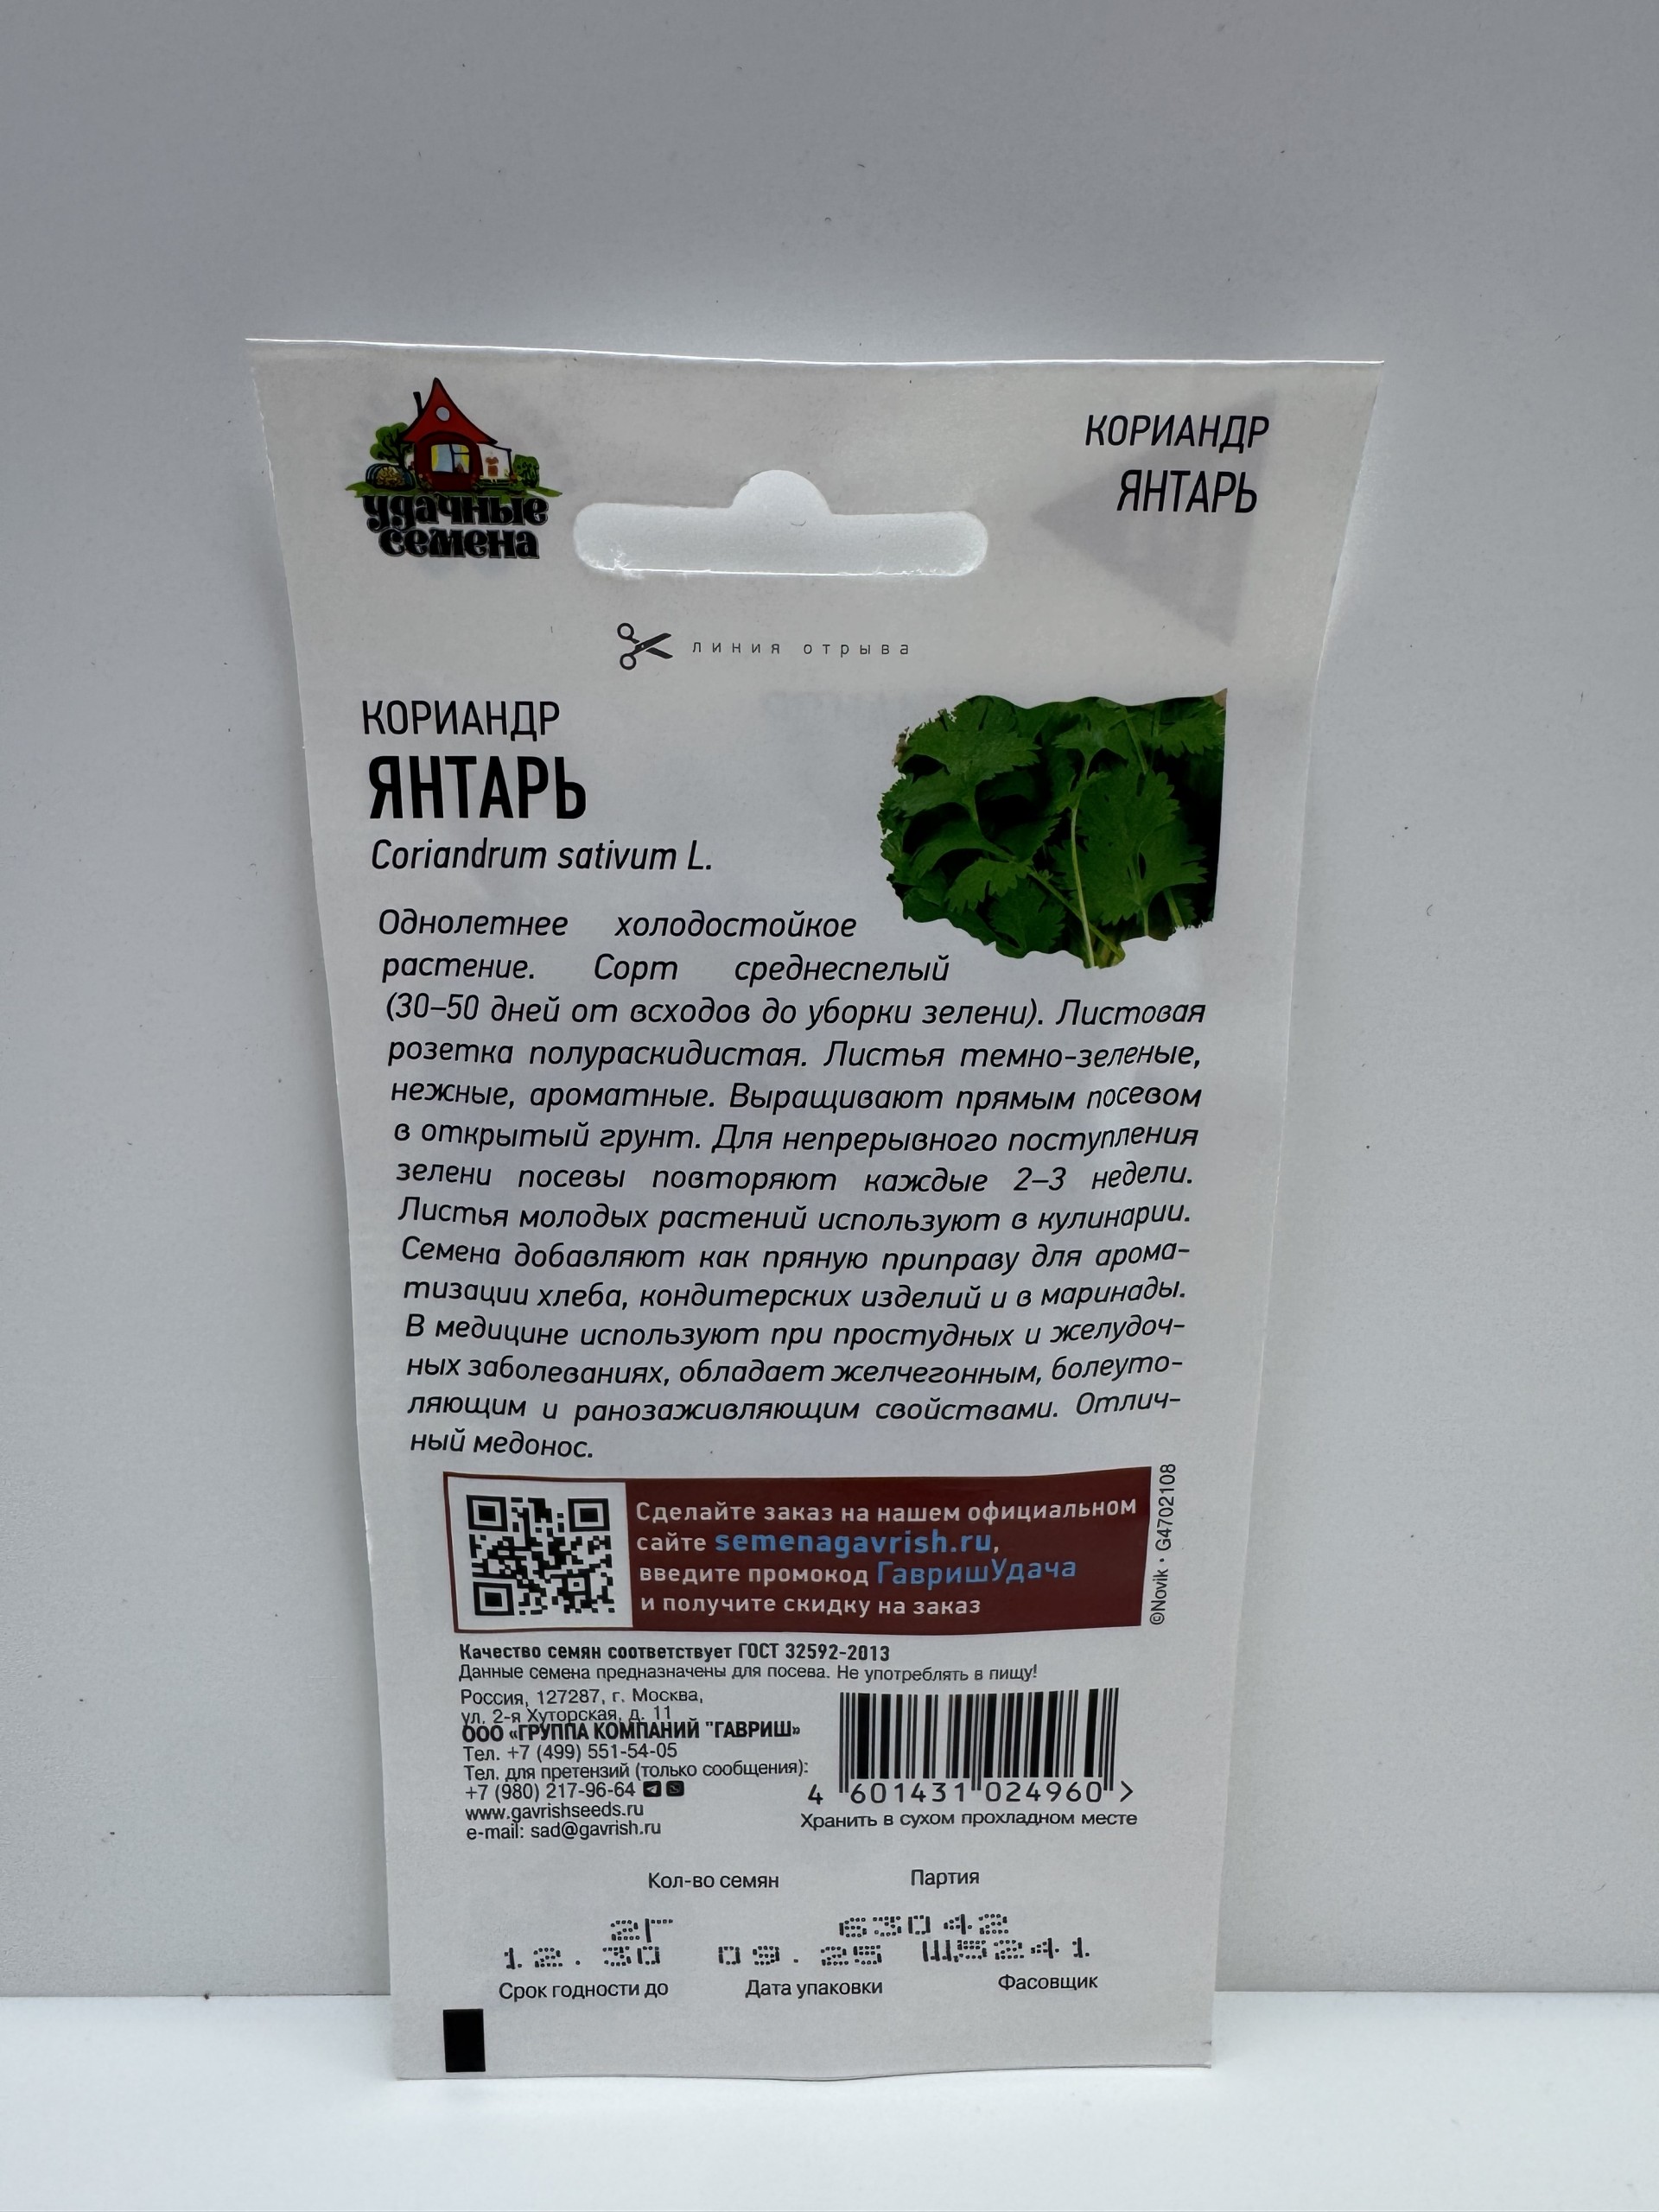 удачные
семена
КОРИАНДР
ЯНТАРЬ
линия отрыва
КОРИАНДР
ЯНТАРЬ
Coriandrum sativum L.
Однолетнее холодостойкое
растение. Сорт среднеспелый
(30–50 дней от всходов до уборки зелени). Листовая
розетка полураскидистая. Листья темно-зеленые,
нежные, ароматные. Выращивают прямым посевом
в открытый грунт. Для непрерывного поступления
зелени посевы повторяют каждые 2–3 недели.
Листья молодых растений используют в кулинарии.
Семена добавляют как пряную приправу для арома-
тизации хлеба, кондитерских изделий и в маринады.
В медицине используют при простудных и желудоч-
ных заболеваниях, обладает желчегонным, болеуто-
ляющим и ранозаживляющим свойствами. Отлич-
ный медонос.
Сделайте заказ на нашем официальном
сайте semenagavrish.ru,
введите промокод ГавришУдача
и получите скидку на заказ
©Novik • G4702108
Качество семян соответствует ГОСТ 32592-2013
Данные семена предназначены для посева. Не употреблять в пищу!
Россия, 127287, г. Москва,
ул. 2-я Хуторская, д. 11
ООО «ГРУППА КОМПАНИЙ "ГАВРИШ»
Тел. +7 (499) 551-54-05
Тел. для претензий (только сообщения):
+7 (980) 217-96-64
www.gavrishseeds.ru
e-mail: sad@gavrish.ru
4 601431 024960 >
Хранить в сухом прохладном месте
Кол-во семян Партия
2Г 63042
12.30 09.25 Ш5241
Срок годности до Дата упаковки Фасовщик